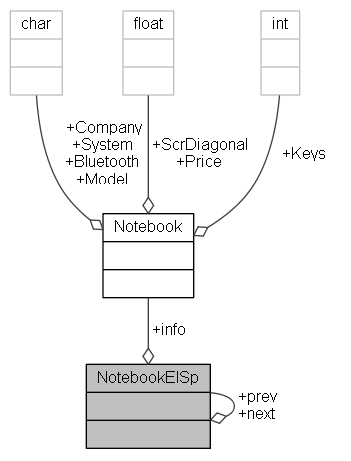 char
float
int
+Company
+System
+Bluetooth
+Model
+ScrDiagonal
+Price
+Keys
Notebook
+info
NotebookElSp
+prev
+next